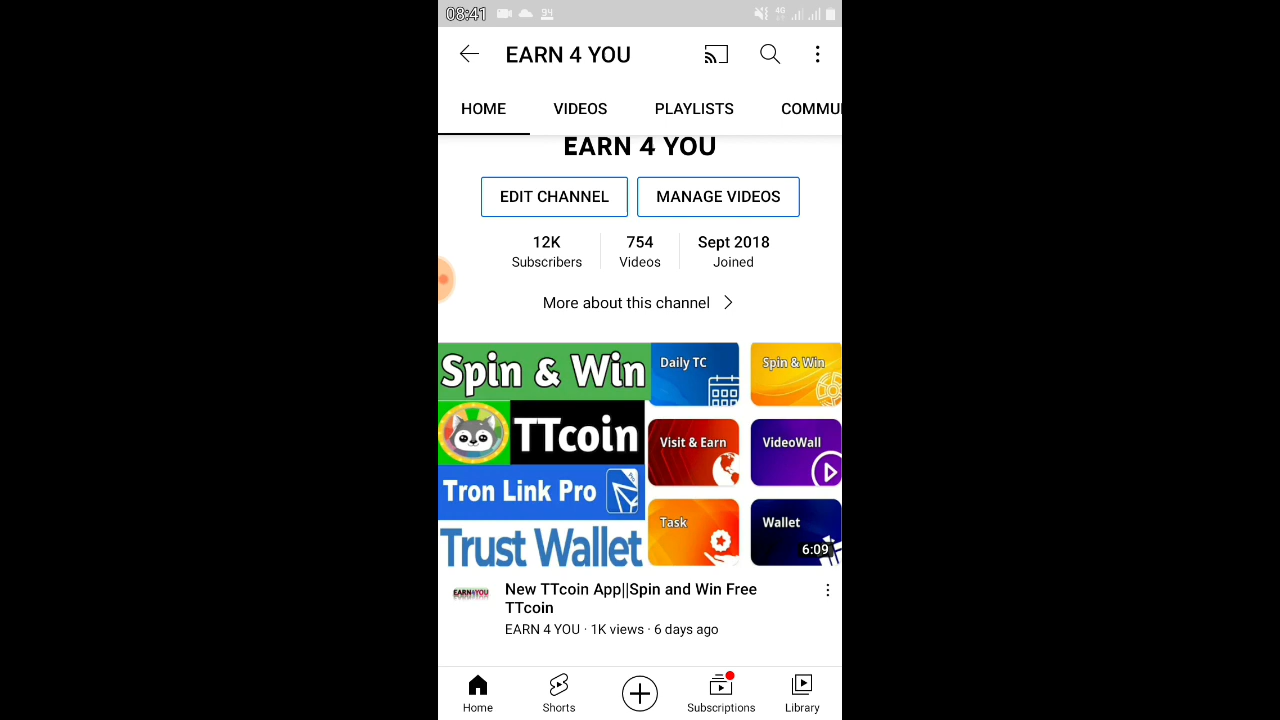 08:41 94 4G
EARN 4 YOU
HOME VIDEOS PLAYLISTS COMMU
EARN 4 YOU
EDIT CHANNEL MANAGE VIDEOS
12K 754 Sept 2018
Subscribers Videos Joined
More about this channel
Spin & Win
TTcoin
Tron Link Pro
Trust Wallet
Daily TC Spin & Win
Visit & Earn VideoWall
Task Wallet
6:09
EARN4YOU
New TTcoin App||Spin and Win Free
TTcoin
EARN 4 YOU · 1K views · 6 days ago
Home Shorts Subscriptions Library